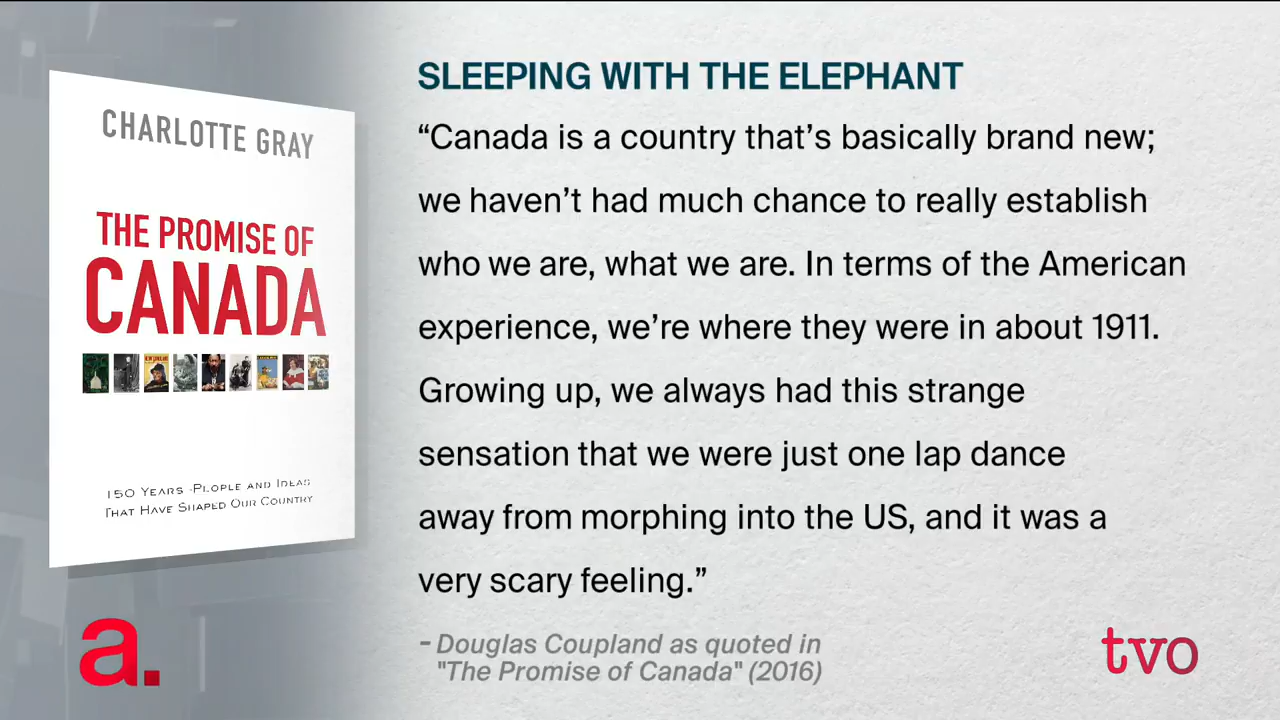 CHARLOTTE GRAY
THE PROMISE OF
CANADA
150 YEARS - PEOPLE AND IDEAS
THAT HAVE SHAPED OUR COUNTRY
a.
SLEEPING WITH THE ELEPHANT
“Canada is a country that’s basically brand new;
we haven’t had much chance to really establish
who we are, what we are. In terms of the American
experience, we’re where they were in about 1911.
Growing up, we always had this strange
sensation that we were just one lap dance
away from morphing into the US, and it was a
very scary feeling.”
- Douglas Coupland as quoted in
"The Promise of Canada" (2016)
tvo